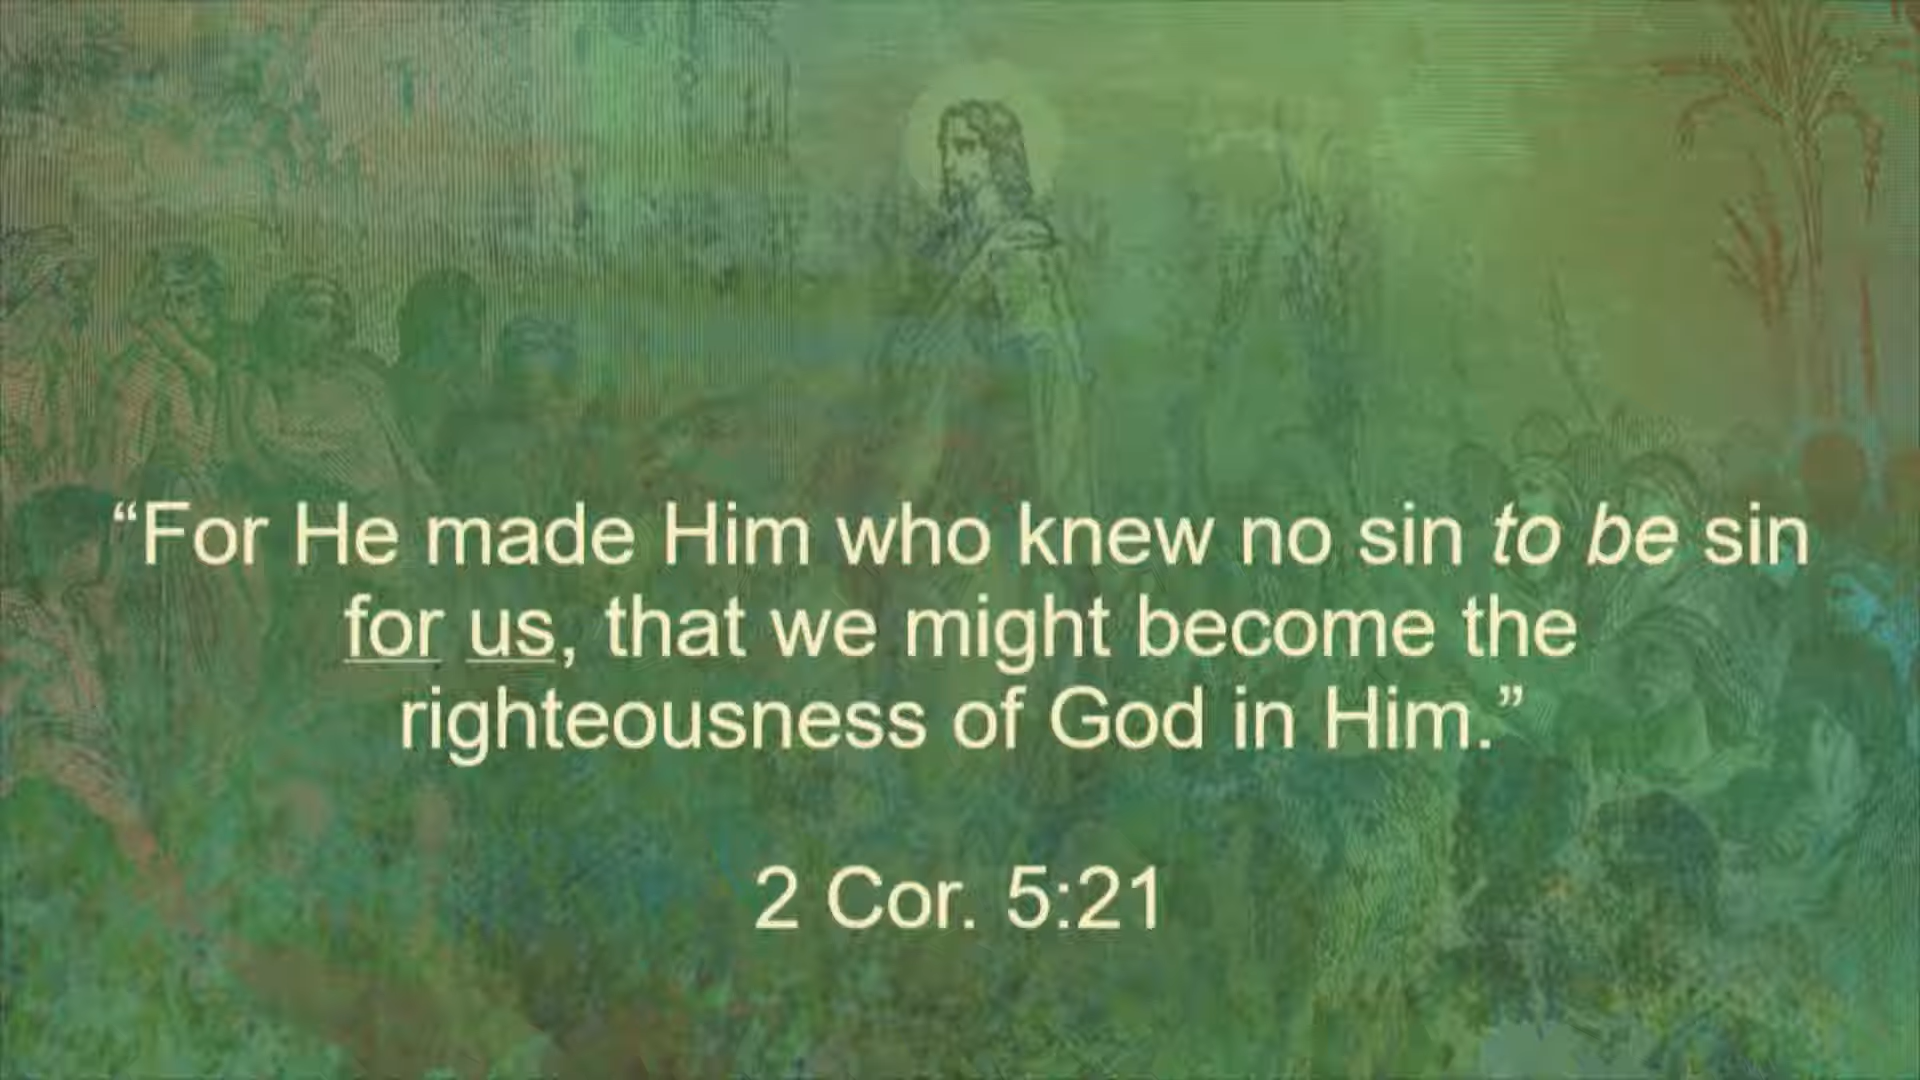 “For He made Him who knew no sin to be sin
for us, that we might become the
righteousness of God in Him.”
2 Cor. 5:21